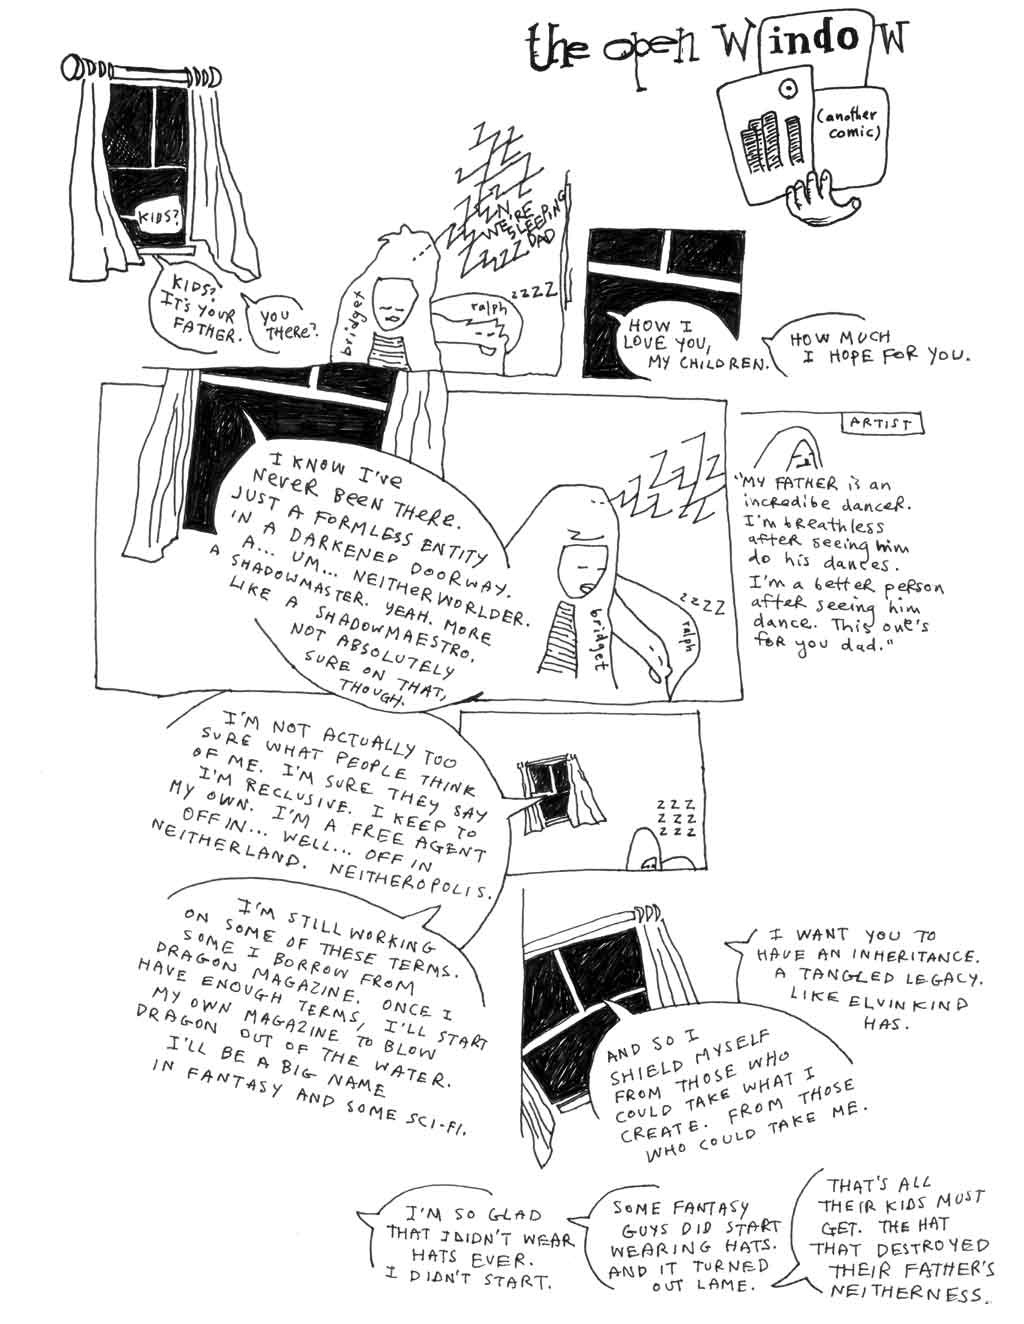 the open WindoW
(another
comic)
KIDS?
KIDS?
IT'S YOUR
FATHER.
YOU
THERE?
ZZZ
WE'RE
SLEEPING
DAD
ZZZZ
bridget
ralph
zzzZ
HOW I
LOVE YOU,
MY CHILDREN.
HOW MUCH
I HOPE FOR YOU.
I KNOW I'VE
NEVER BEEN THERE.
JUST A FORMLESS ENTITY
IN A DARKENED DOORWAY.
A... UM... NEITHERWORLDER.
A SHADOWMASTER. YEAH. MORE
LIKE A SHADOWMAESTRO.
NOT ABSOLUTELY
SURE ON THAT,
THOUGH.
bridget
ralph
zzzZ
ARTIST
"MY FATHER is an
incredibe dancer.
I'm breathless
after seeing him
do his dances.
I'm a better person
after seeing him
dance. This one's
for you dad."
I'M NOT ACTUALLY TOO
SURE WHAT PEOPLE THINK
OF ME. I'M SURE THEY SAY
I'M RECLUSIVE. I KEEP TO
MY OWN. I'M A FREE AGENT
OFF IN... WELL... OFF IN
NEITHERLAND. NEITHEROPOLIS.
ZZZ
ZZZ
ZZZ
I'M STILL WORKING
ON SOME OF THESE TERMS.
SOME I BORROW FROM
DRAGON MAGAZINE. ONCE I
HAVE ENOUGH TERMS, I'LL START
MY OWN MAGAZINE TO BLOW
DRAGON OUT OF THE WATER.
I'LL BE A BIG NAME
IN FANTASY AND SOME SCI-FI.
I WANT YOU TO
HAVE AN INHERITANCE.
A TANGLED LEGACY.
LIKE ELVINKIND
HAS.
AND SO I
SHIELD MYSELF
FROM THOSE WHO
COULD TAKE WHAT I
CREATE. FROM THOSE
WHO COULD TAKE ME.
I'M SO GLAD
THAT I DIDN'T WEAR
HATS EVER.
I DIDN'T START.
SOME FANTASY
GUYS DID START
WEARING HATS.
AND IT TURNED
OUT LAME.
THAT'S ALL
THEIR KIDS MUST
GET. THE HAT
THAT DESTROYED
THEIR FATHER'S
NEITHERNESS.